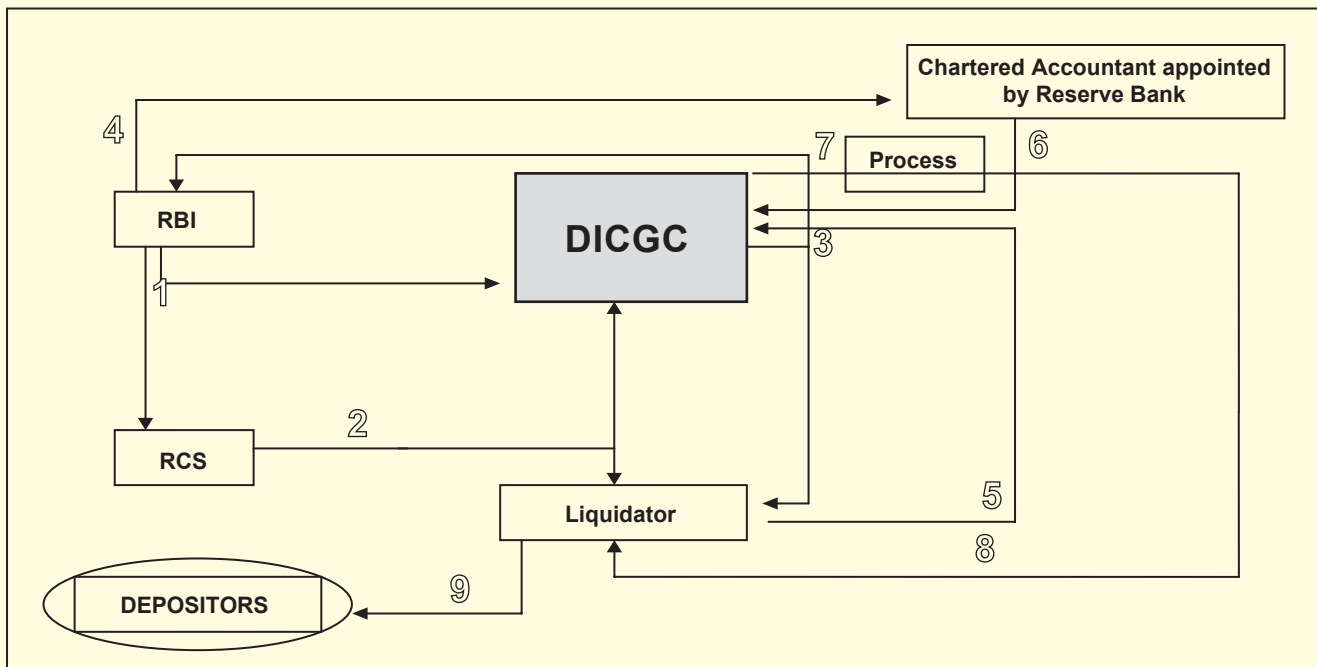 Chartered Accountant appointed
by Reserve Bank
4
7
6
Process
RBI
DICGC
3
1
2
RCS
5
Liquidator
8
9
DEPOSITORS